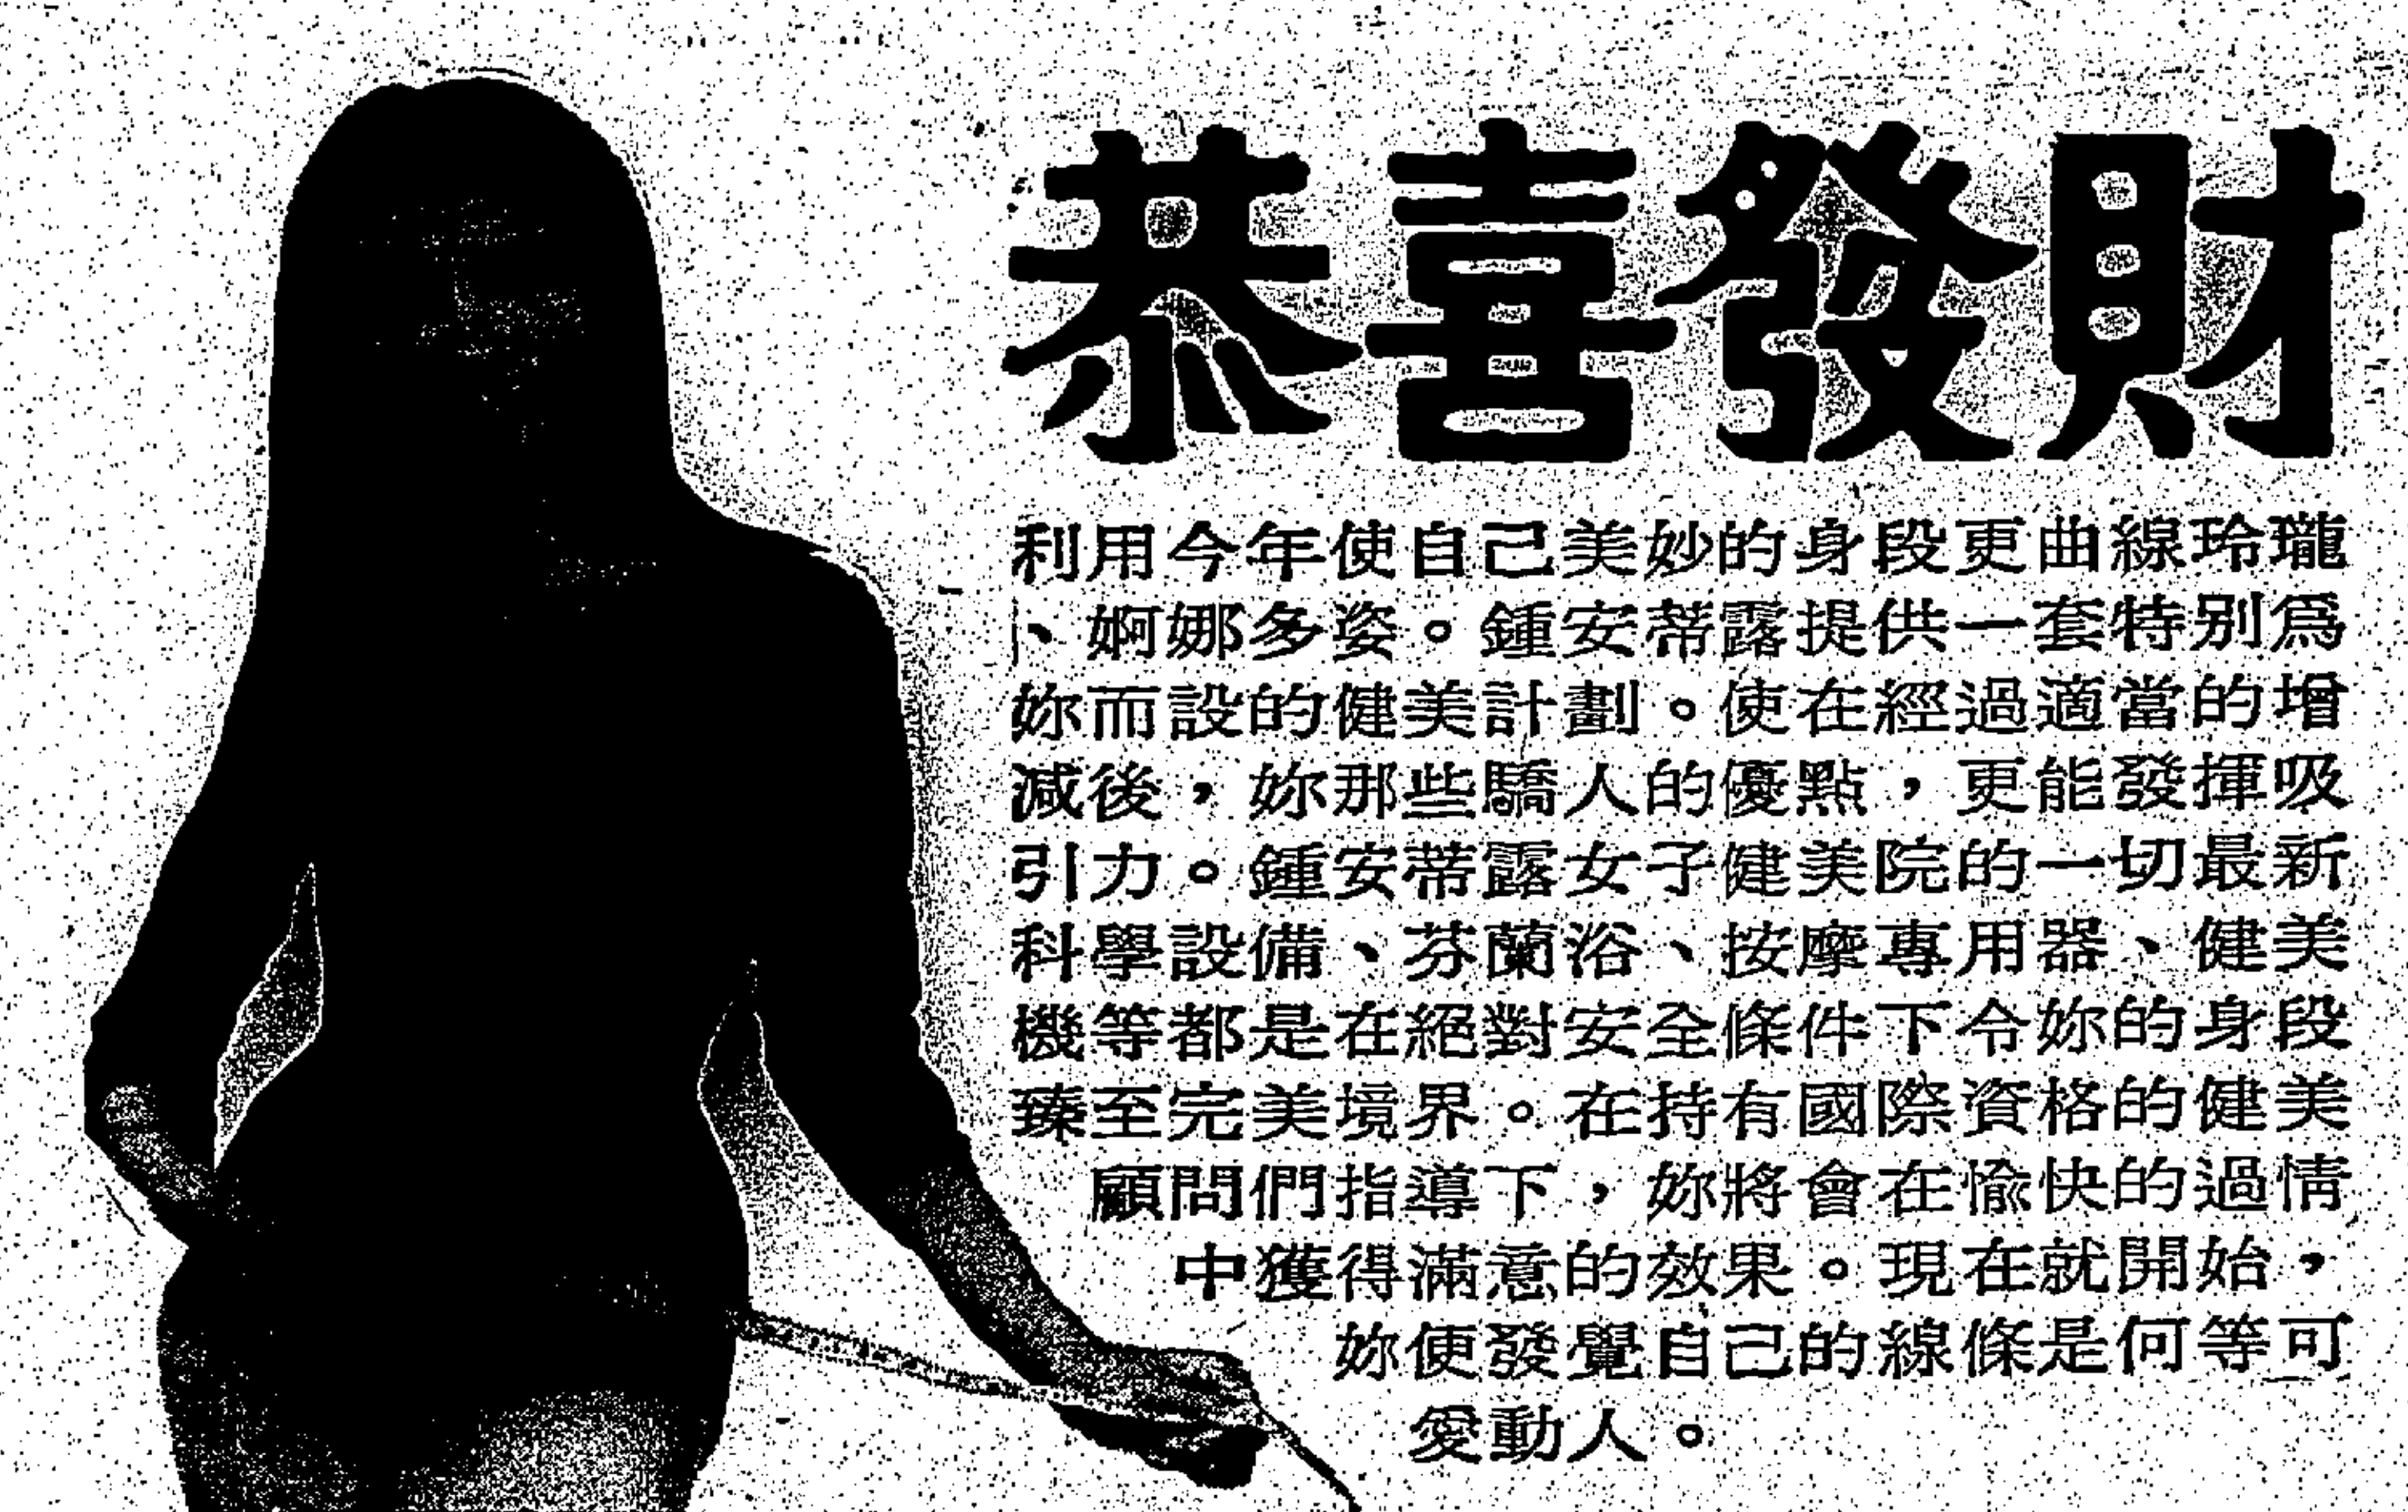 恭喜發財
利用今年使自己美妙的身段更曲線玲瓏
、婀娜多姿。鍾安蒂露提供一套特别為
妳而設的健美計劃。使在經過適當的增
減後，妳那些驕人的優點，更能發揮吸
引力。鍾安蒂露女子健美院的一切最新
科學設備、芬蘭浴、按摩專用器、健美
機等都是在絕對安全條件下令妳的身段
臻至完美境界。在持有國際資格的健美
顧問們指導下，妳將會在愉快的過情
中獲得滿意的效果。現在就開始，
妳便發覺自己的線條是何等可
愛動人。